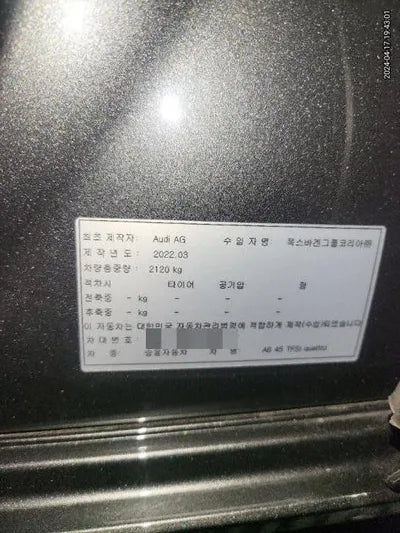 2024-04-17 19:43:01
최초 제작자: Audi AG 수 입 자 명: 폭스바겐그룹코리아㈜
제 작 년 도: 2022.03
차량총중량: 2120 kg
적차시 타이어 공기압 림
전축중 - kg - - -
후축중 - kg - - -
이 자동차는 대한민국 자동차관리법령에 적합하게 제작(수입)되었습니다
차 대 번 호:
차 종: 승용자동차 차 명: A6 45 TFSI quattro